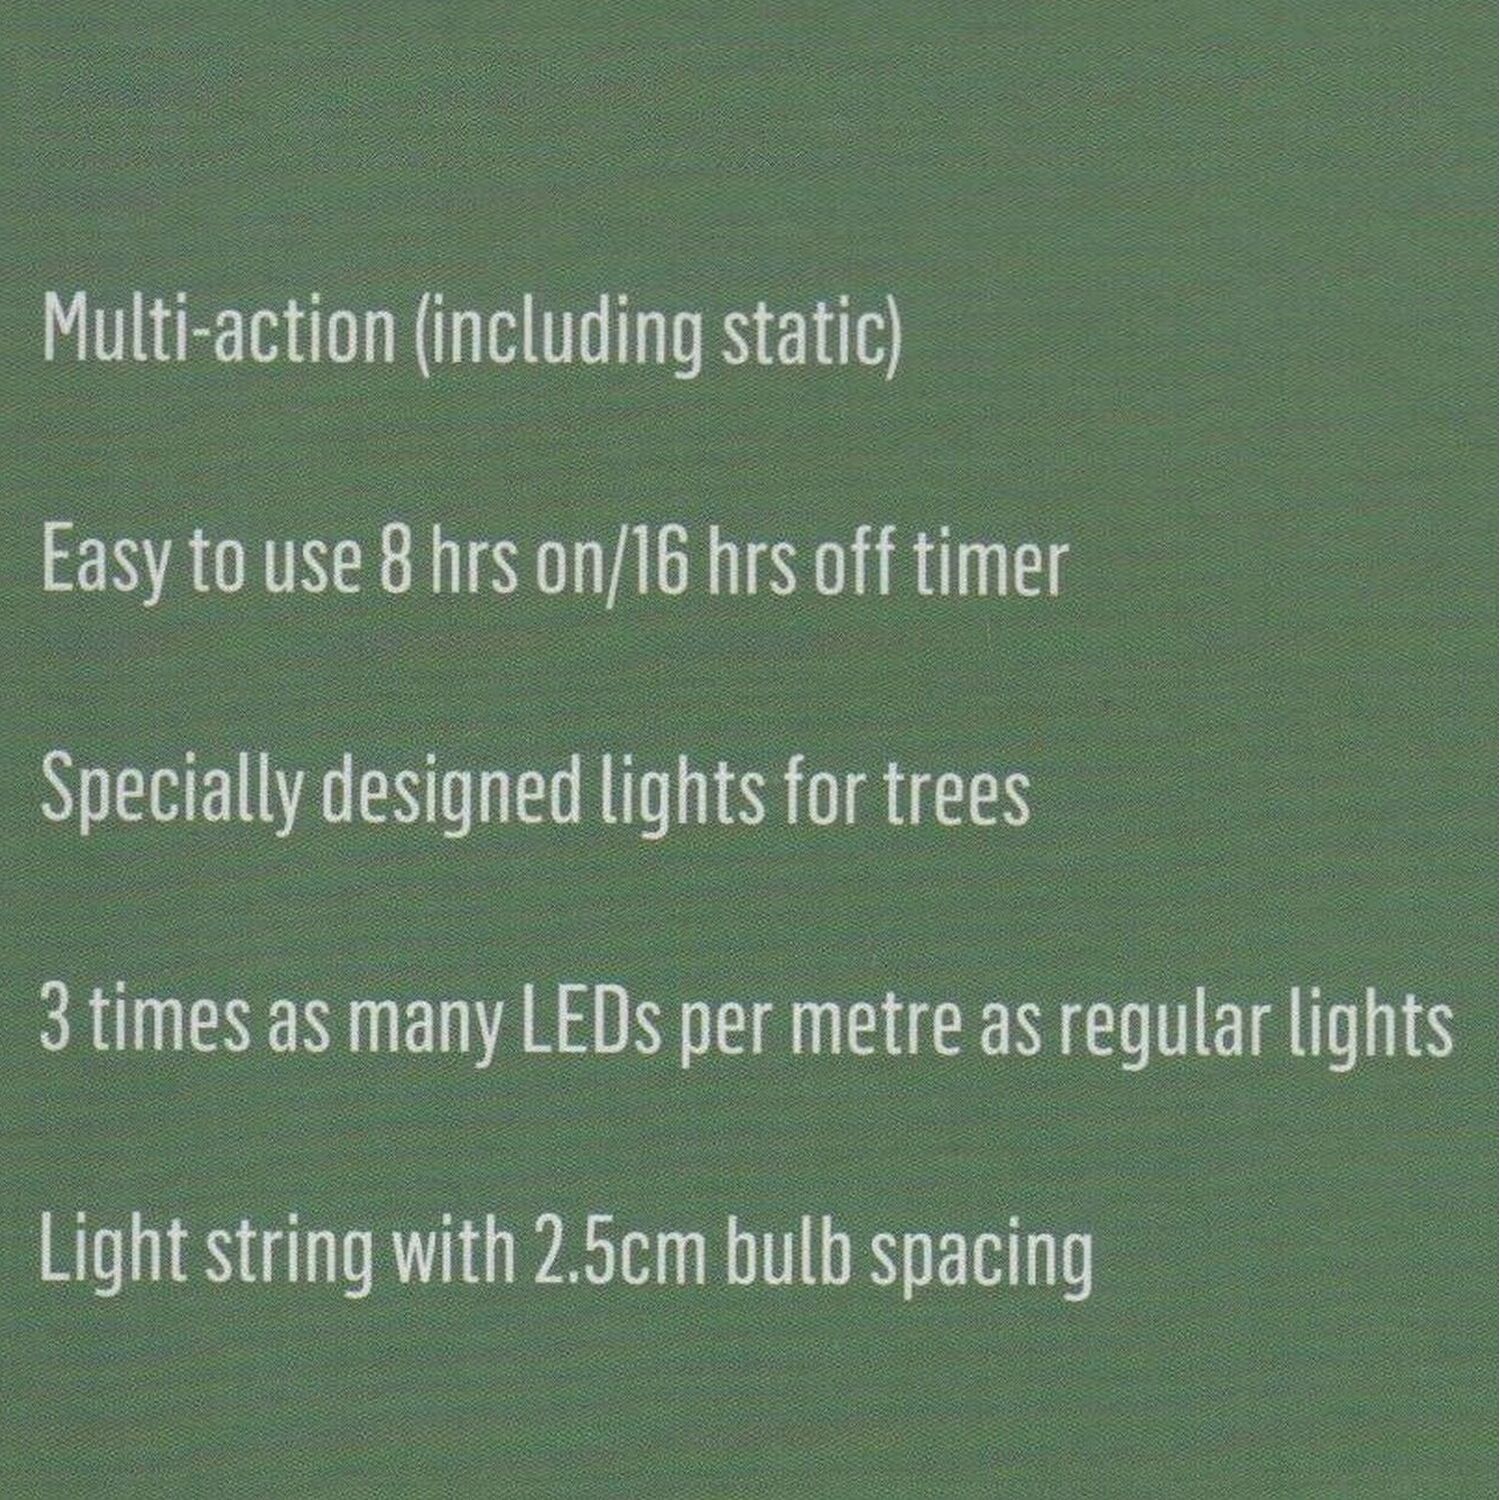 Multi-action (including static)
Easy to use 8 hrs on/16 hrs off timer
Specially designed lights for trees
3 times as many LEDs per metre as regular lights
Light string with 2.5cm bulb spacing